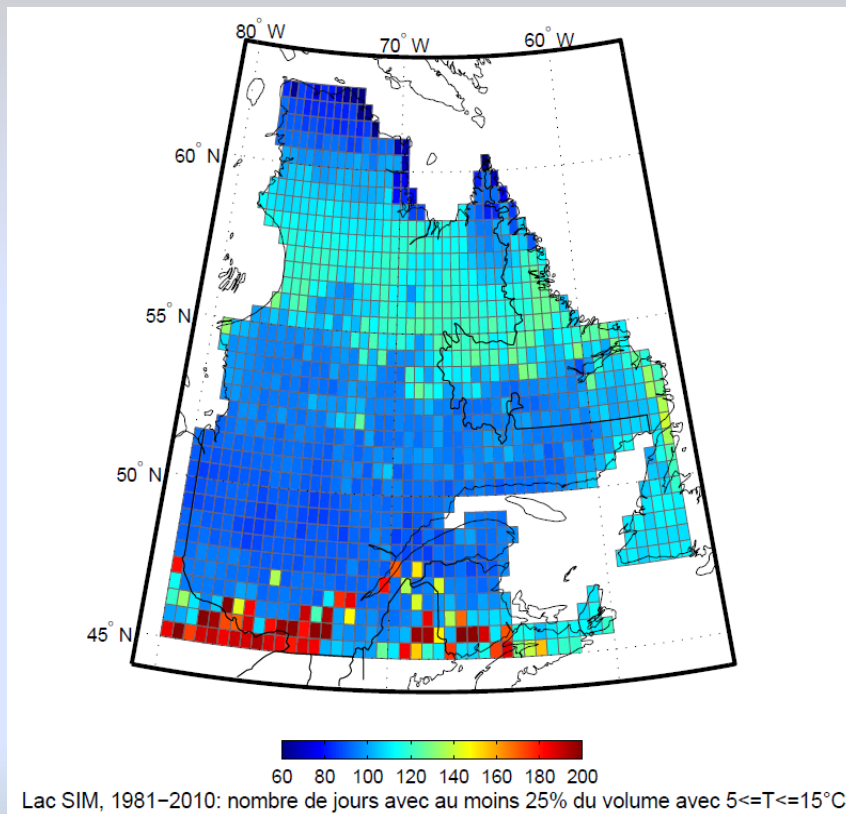 80° W
70° W
60° W
60° N
55° N
50° N
45° N
60 80 100 120 140 160 180 200
Lac SIM, 1981−2010: nombre de jours avec au moins 25% du volume avec 5<=T<=15°C